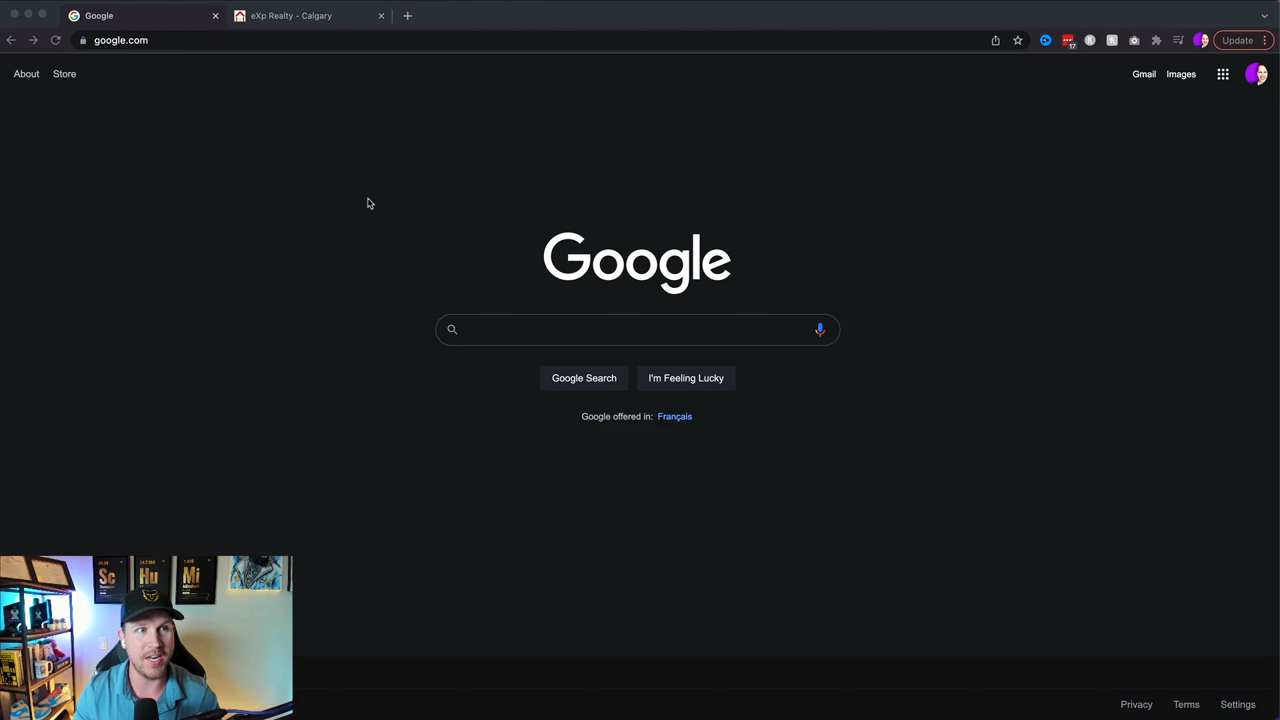 Google
eXp Realty - Calgary
google.com
17
Update
About
Store
Gmail
Images
Google
Google Search
I'm Feeling Lucky
Google offered in: Français
Sc
Hu
Mi
Privacy
Terms
Settings